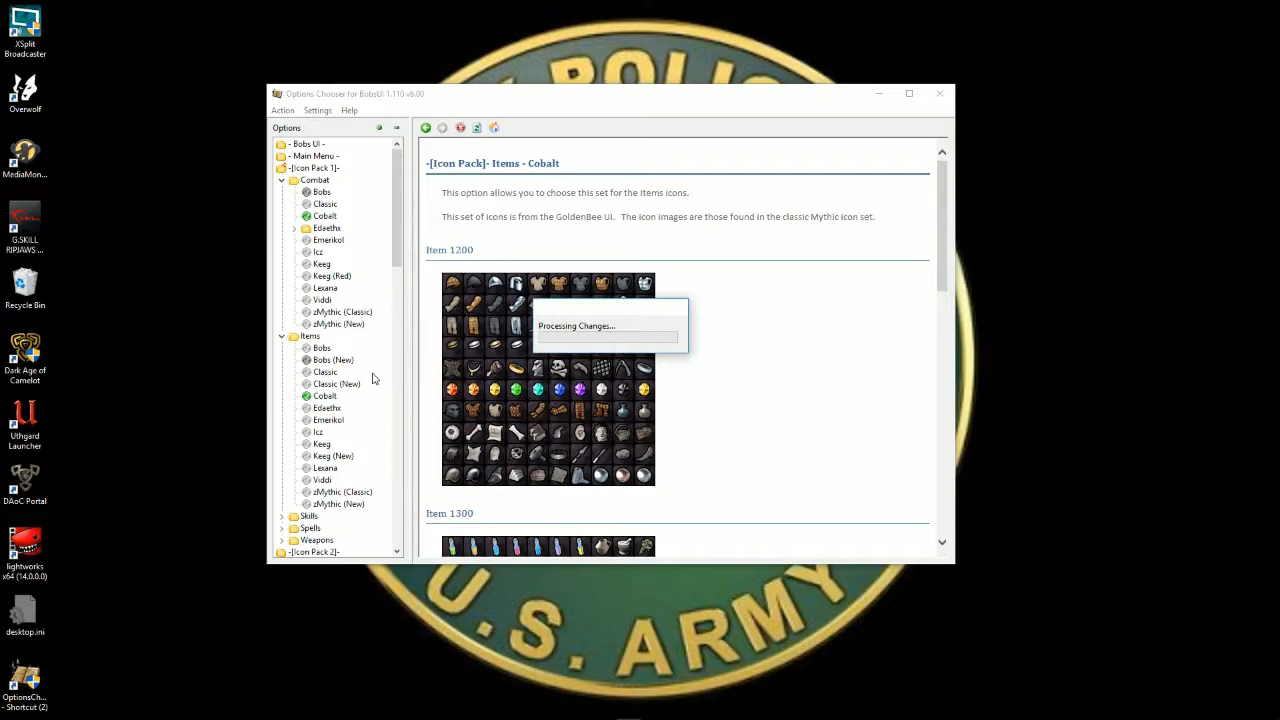 XSplit
Broadcaster
Overwolf
MediaMon...
G.SKILL
RIPJAWS ...
Recycle Bin
Dark Age of
Camelot
Uthgard
Launcher
DAoC Portal
lightworks
x64 (14.0.0.0)
desktop.ini
OptionsCh...
- Shortcut (2)
POLIC
U.S. ARMY
Options Chooser for BobsUI 1.110 v6.00
Action Settings Help
Options
- Bobs UI -
- Main Menu -
-[Icon Pack 1]-
Combat
Bobs
Classic
Cobalt
Edaethx
Emerikol
Icz
Keeg
Keeg (Red)
Lexana
Viddi
zMythic (Classic)
zMythic (New)
Items
Bobs
Bobs (New)
Classic
Classic (New)
Cobalt
Edaethx
Emerikol
Icz
Keeg
Keeg (New)
Lexana
Viddi
zMythic (Classic)
zMythic (New)
Skills
Spells
Weapons
-[Icon Pack 2]-
-[Icon Pack]- Items - Cobalt
This option allows you to choose this set for the Items icons.
This set of icons is from the GoldenBee UI. The icon images are those found in the classic Mythic icon set.
Item 1200
Processing Changes...
Item 1300